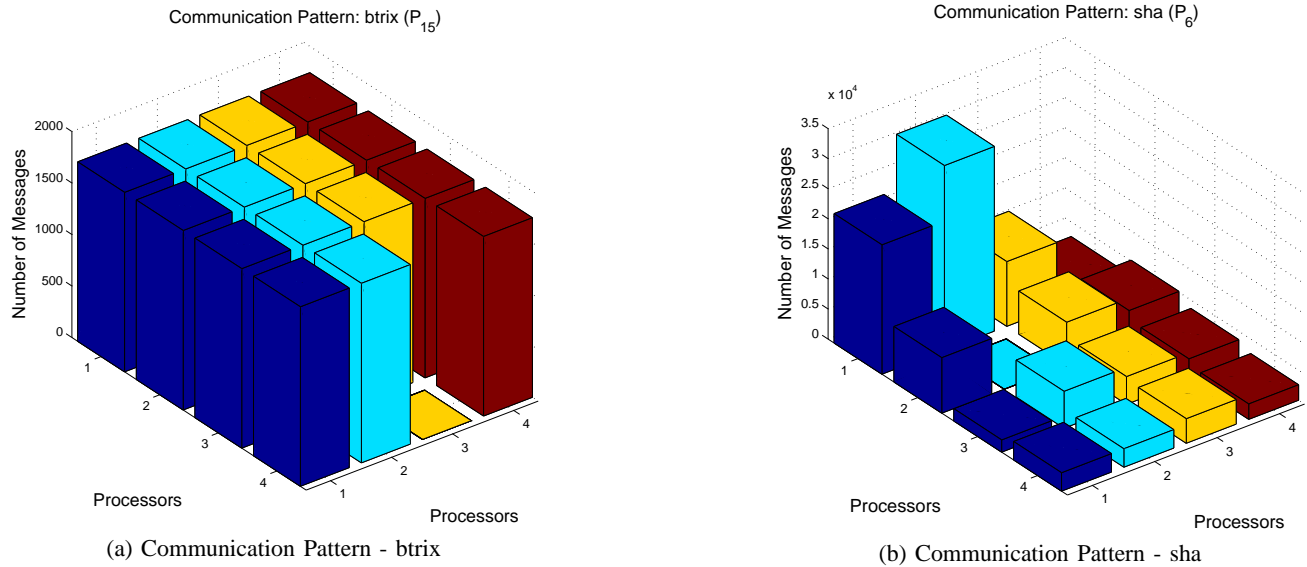 Communication Pattern: btrix (P15)
2000
1500
1000
500
0
Number of Messages
1
2
3
4
1
2
3
4
Processors
Processors
(a) Communication Pattern - btrix
Communication Pattern: sha (P6)
x 10^4
3.5
3
2.5
2
1.5
1
0.5
0
Number of Messages
1
2
3
4
1
2
3
4
Processors
Processors
(b) Communication Pattern - sha